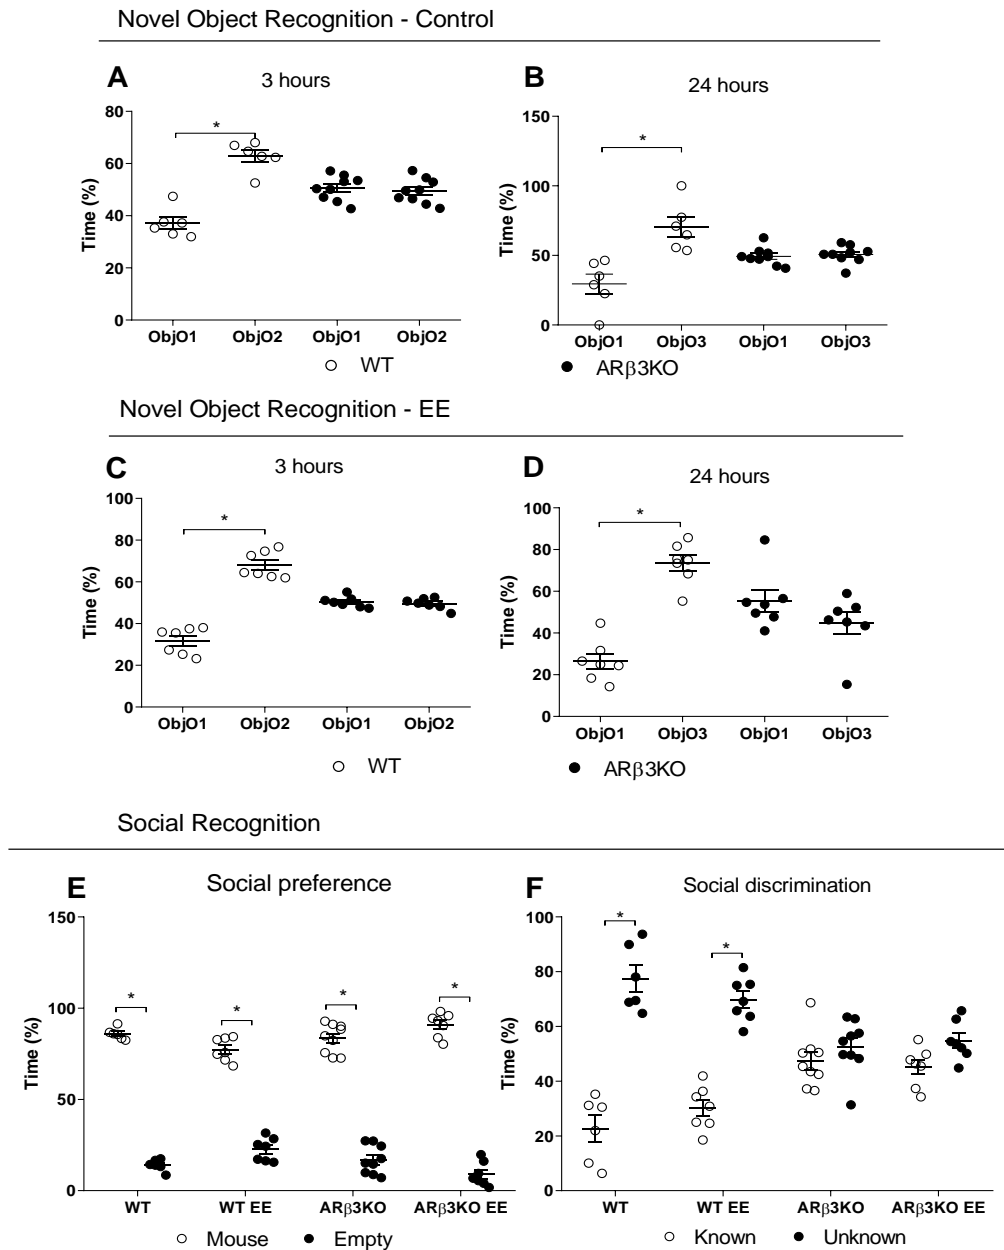 Novel Object Recognition - Control
A
3 hours
Time (%)
80
60
40
20
0
*
ObjO1 ObjO2 ObjO1 ObjO2
B
24 hours
Time (%)
150
100
50
0
*
ObjO1 ObjO3 ObjO1 ObjO3
WT ARβ3KO
Novel Object Recognition - EE
C
3 hours
Time (%)
100
80
60
40
20
0
*
ObjO1 ObjO2 ObjO1 ObjO2
D
24 hours
Time (%)
100
80
60
40
20
0
*
ObjO1 ObjO3 ObjO1 ObjO3
WT ARβ3KO
Social Recognition
E
Social preference
Time (%)
150
100
50
0
* * * *
WT WT EE ARβ3KO ARβ3KO EE
Mouse Empty
F
Social discrimination
Time (%)
100
80
60
40
20
0
* *
WT WT EE ARβ3KO ARβ3KO EE
Known Unknown